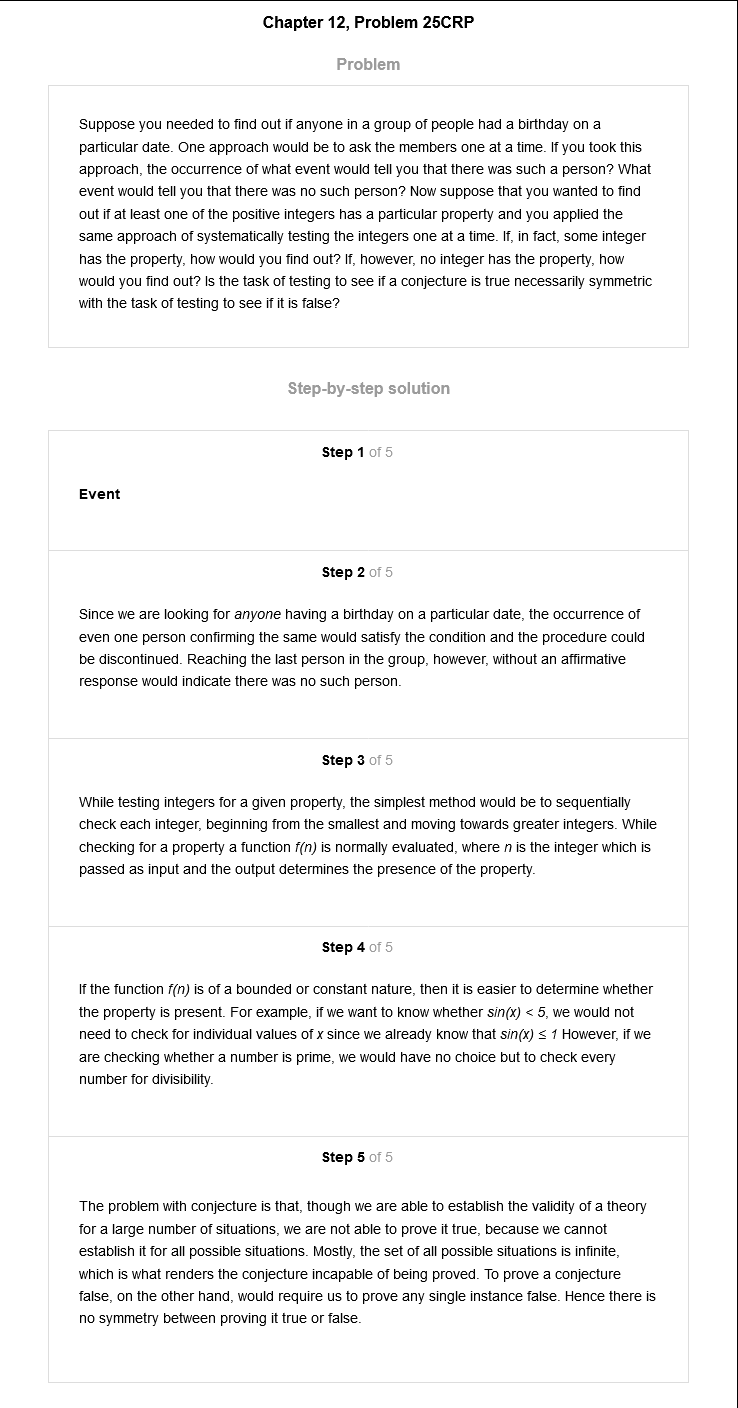 Chapter 12, Problem 25CRP
Problem
Suppose you needed to find out if anyone in a group of people had a birthday on a
particular date. One approach would be to ask the members one at a time. If you took this
approach, the occurrence of what event would tell you that there was such a person? What
event would tell you that there was no such person? Now suppose that you wanted to find
out if at least one of the positive integers has a particular property and you applied the
same approach of systematically testing the integers one at a time. If, in fact, some integer
has the property, how would you find out? If, however, no integer has the property, how
would you find out? Is the task of testing to see if a conjecture is true necessarily symmetric
with the task of testing to see if it is false?
Step-by-step solution
Step 1 of 5
Event
Step 2 of 5
Since we are looking for anyone having a birthday on a particular date, the occurrence of
even one person confirming the same would satisfy the condition and the procedure could
be discontinued. Reaching the last person in the group, however, without an affirmative
response would indicate there was no such person.
Step 3 of 5
While testing integers for a given property, the simplest method would be to sequentially
check each integer, beginning from the smallest and moving towards greater integers. While
checking for a property a function f(n) is normally evaluated, where n is the integer which is
passed as input and the output determines the presence of the property.
Step 4 of 5
If the function f(n) is of a bounded or constant nature, then it is easier to determine whether
the property is present. For example, if we want to know whether sin(x) < 5, we would not
need to check for individual values of x since we already know that sin(x) ≤ 1 However, if we
are checking whether a number is prime, we would have no choice but to check every
number for divisibility.
Step 5 of 5
The problem with conjecture is that, though we are able to establish the validity of a theory
for a large number of situations, we are not able to prove it true, because we cannot
establish it for all possible situations. Mostly, the set of all possible situations is infinite,
which is what renders the conjecture incapable of being proved. To prove a conjecture
false, on the other hand, would require us to prove any single instance false. Hence there is
no symmetry between proving it true or false.